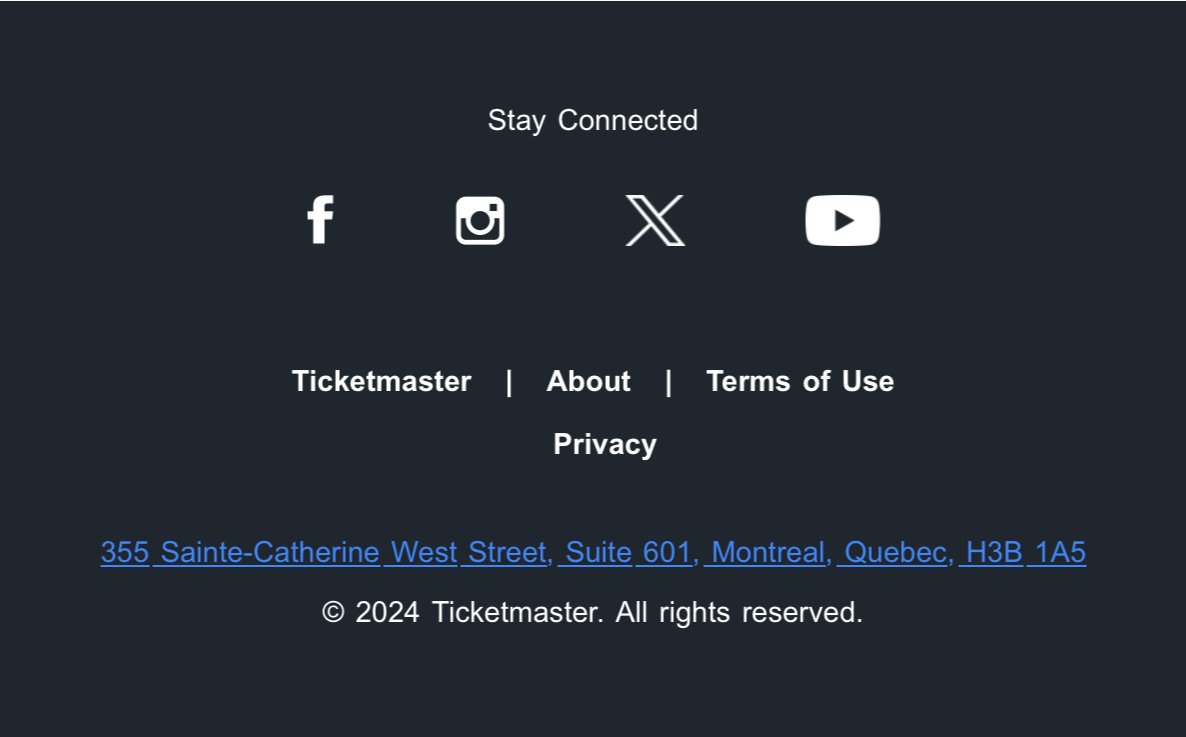 Stay Connected
Ticketmaster | About | Terms of Use
Privacy
355 Sainte-Catherine West Street, Suite 601, Montreal, Quebec, H3B 1A5
© 2024 Ticketmaster. All rights reserved.